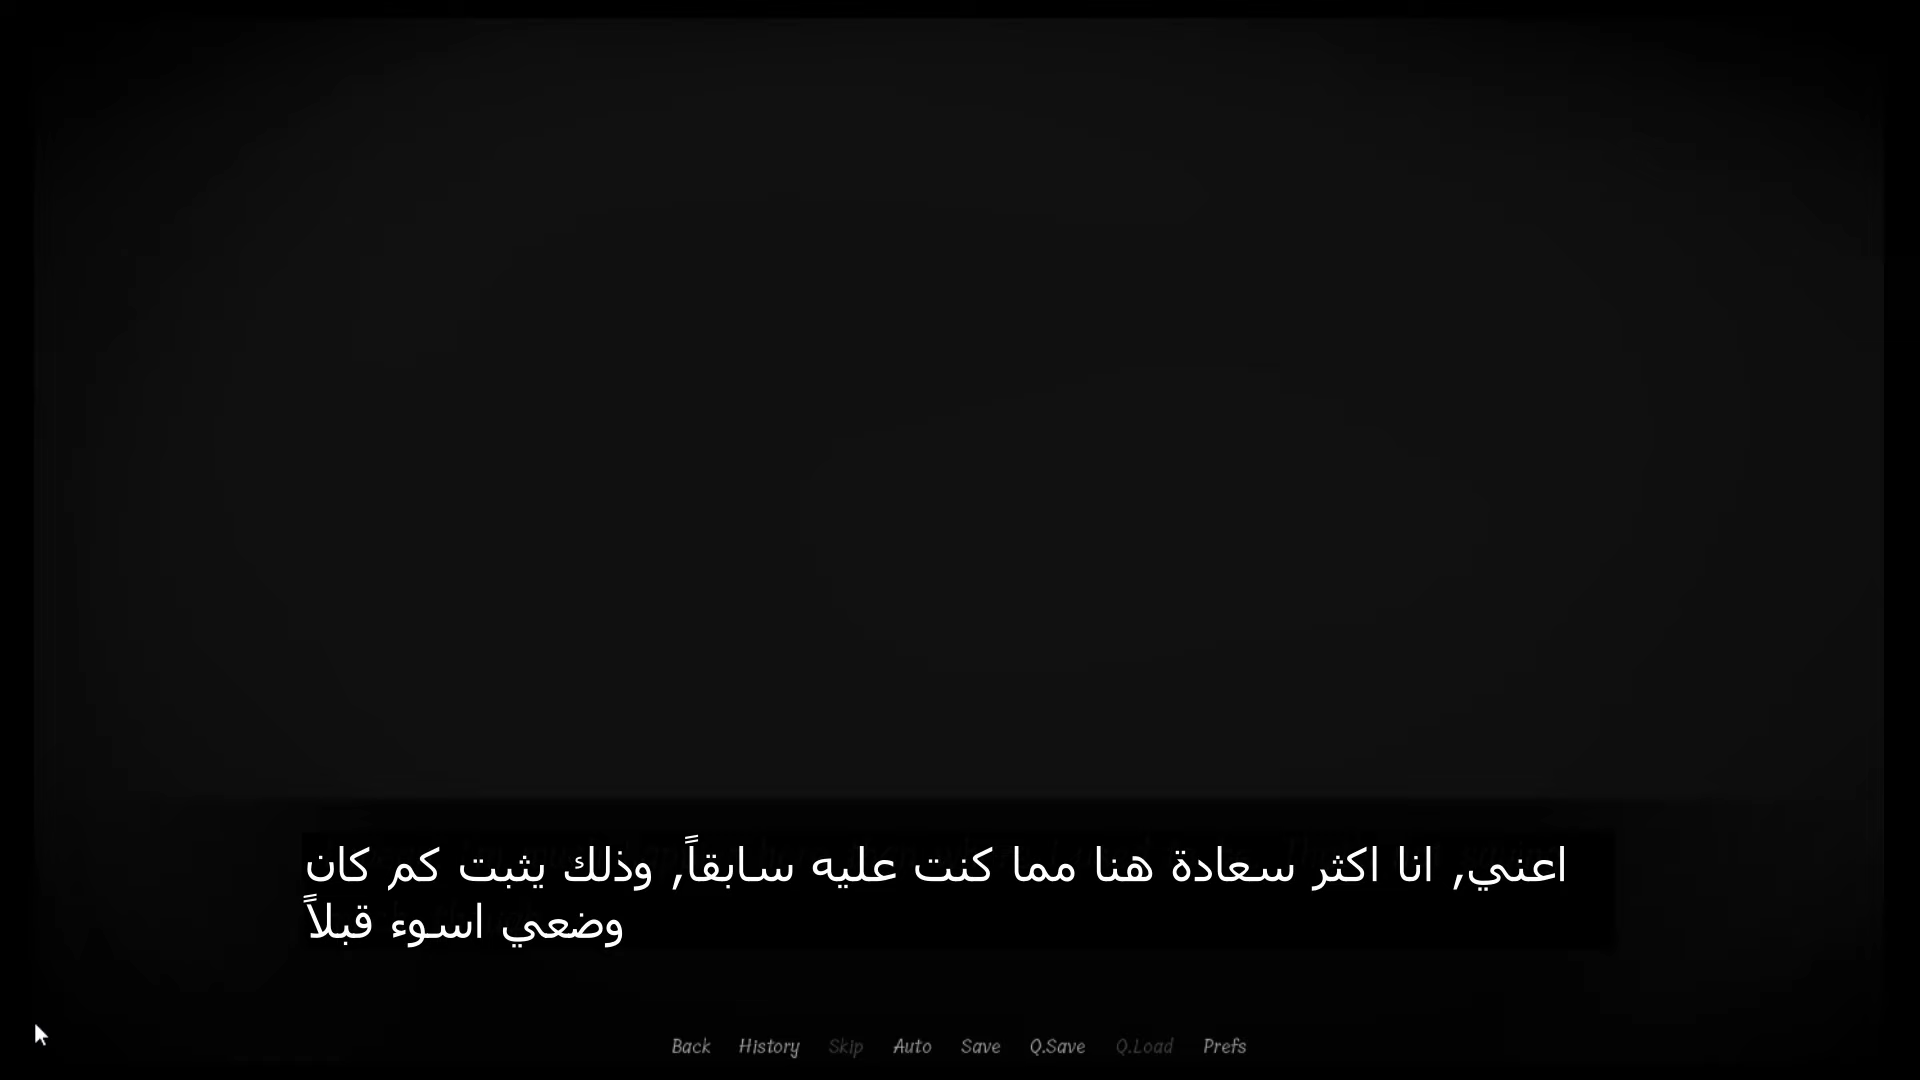 اعني, انا اكثر سعادة هنا مما كنت عليه سابقاً, وذلك يثبت كم كان
وضعي اسوء قبلاً
Back History Skip Auto Save Q.Save Q.Load Prefs